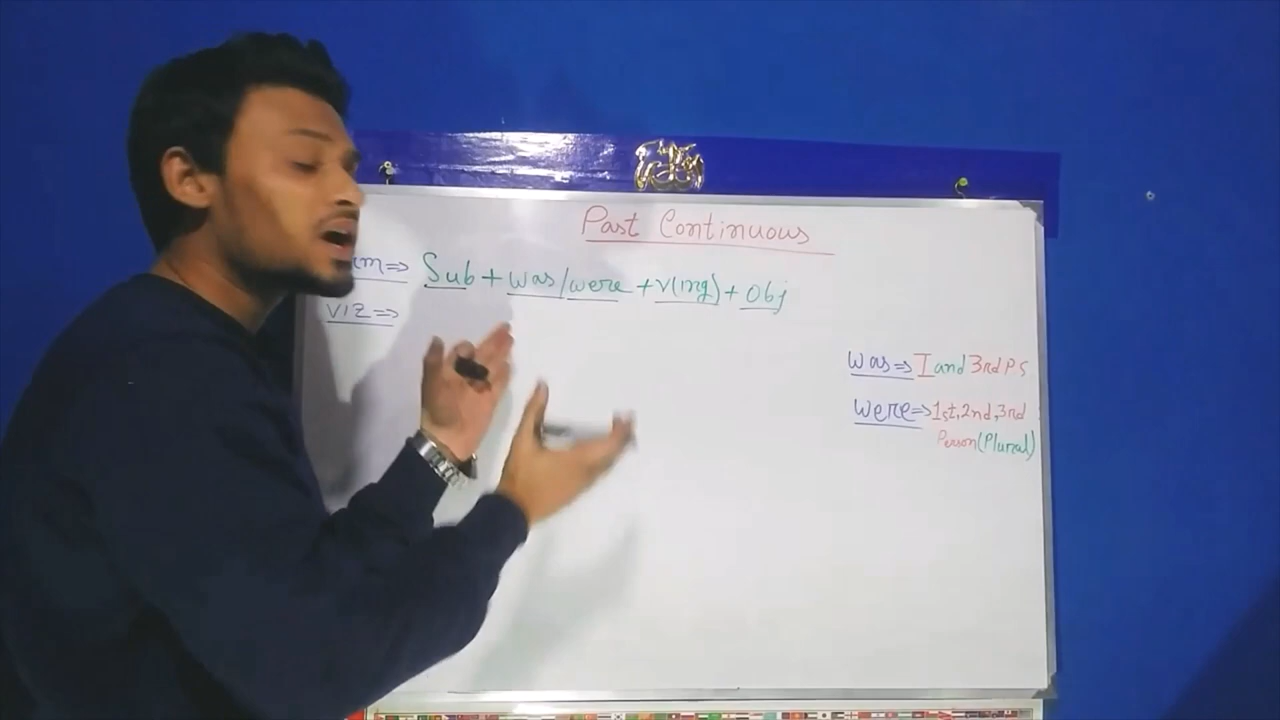 Past Continuous
Sub + was/were + v(ing) + Obj
viz =>
was => I and 3rd P S
were => 1st, 2nd, 3rd
Person (Plural)